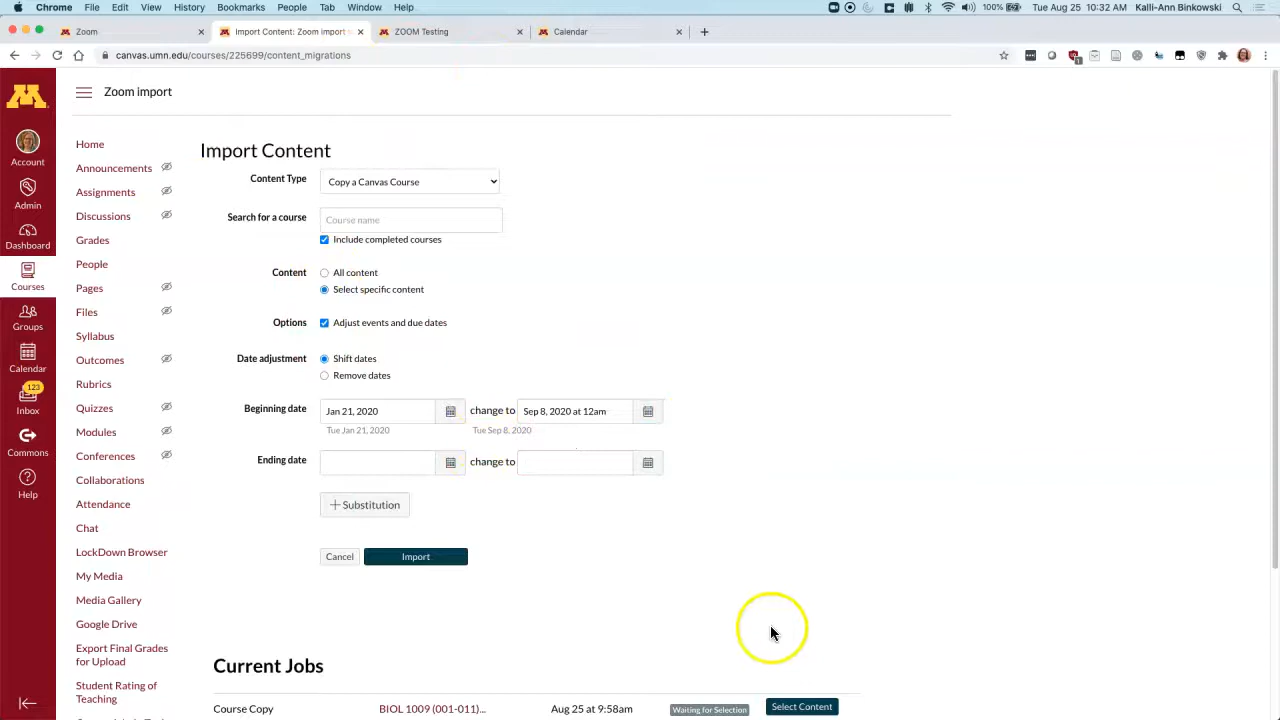 Chrome File Edit View History Bookmarks People Tab Window Help 100% Tue Aug 25 10:32 AM Kalli-Ann Binkowski
Zoom Import Content: Zoom import ZOOM Testing Calendar
canvas.umn.edu/courses/225699/content_migrations
Zoom import
Account
Admin
Dashboard
Courses
Groups
Calendar
123
Inbox
Commons
Help
Home
Announcements
Assignments
Discussions
Grades
People
Pages
Files
Syllabus
Outcomes
Rubrics
Quizzes
Modules
Conferences
Collaborations
Attendance
Chat
LockDown Browser
My Media
Media Gallery
Google Drive
Export Final Grades
for Upload
Student Rating of
Teaching
Import Content
Content Type Copy a Canvas Course
Search for a course Course name
Include completed courses
Content All content
Select specific content
Options Adjust events and due dates
Date adjustment Shift dates
Remove dates
Beginning date Jan 21, 2020 change to Sep 8, 2020 at 12am
Tue Jan 21, 2020 Tue Sep 8, 2020
Ending date change to
+ Substitution
Cancel Import
Current Jobs
Course Copy BIOL 1009 (001-011)... Aug 25 at 9:58am Waiting for Selection Select Content